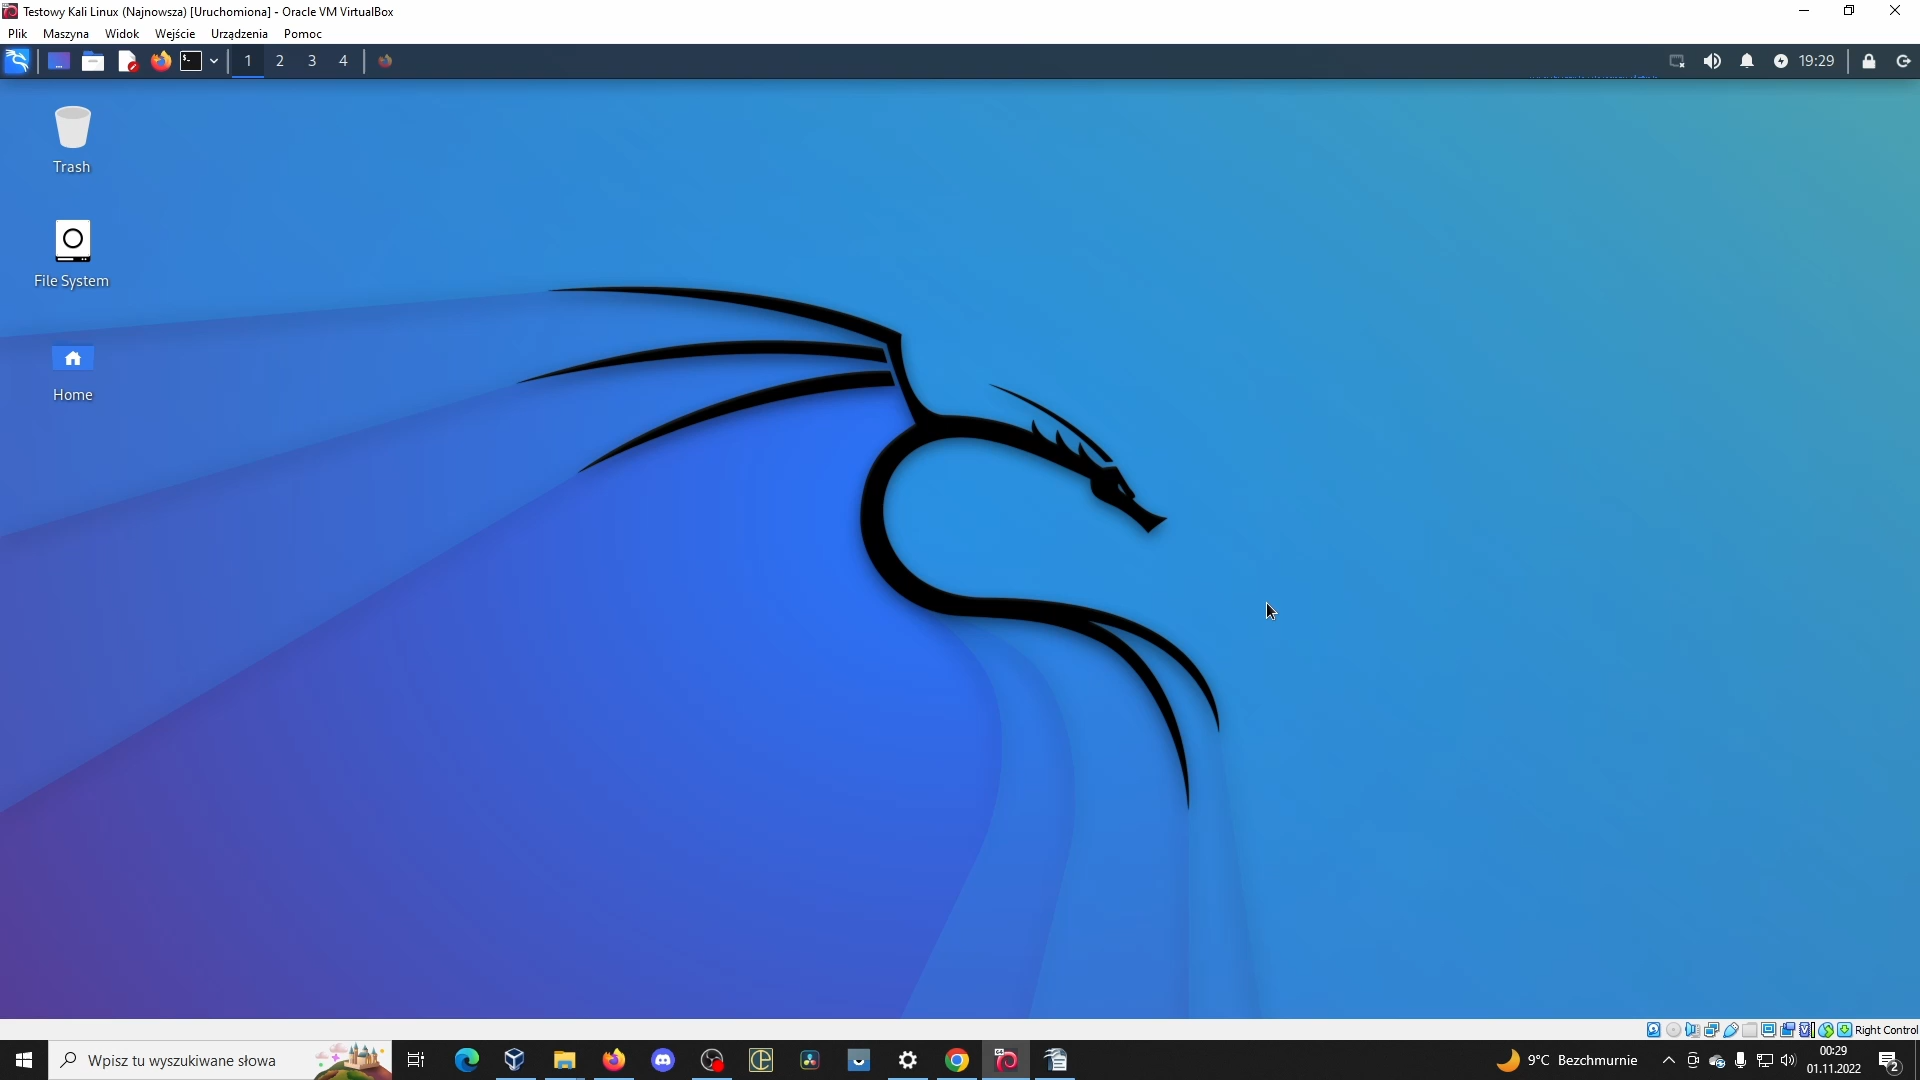 Testowy Kali Linux (Najnowsza) [Uruchomiona] - Oracle VM VirtualBox
Plik Maszyna Widok Wejście Urządzenia Pomoc
1 2 3 4 19:29
Trash
File System
Home
Right Control
Wpisz tu wyszukiwane słowa
9°C Bezchmurnie
00:29
01.11.2022
2